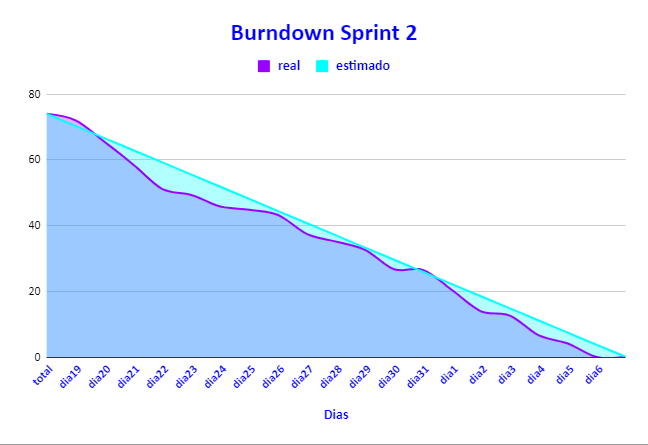 Burndown Sprint 2
real estimado
80
60
40
20
0
total dia19 dia20 dia21 dia22 dia23 dia24 dia25 dia26 dia27 dia28 dia29 dia30 dia31 dia1 dia2 dia3 dia4 dia5 dia6
Dias